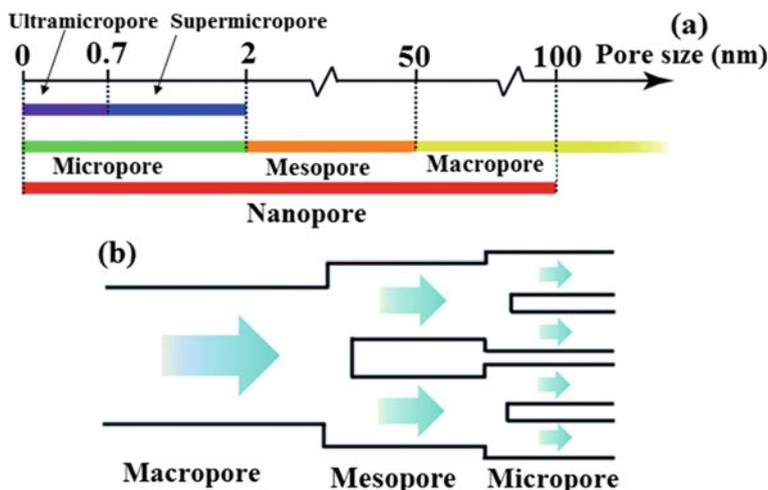 Ultramicropore Supermicropore
(a)
0 0.7 2 50 100 Pore size (nm)
Micropore Mesopore Macropore
Nanopore
(b)
Macropore Mesopore Micropore